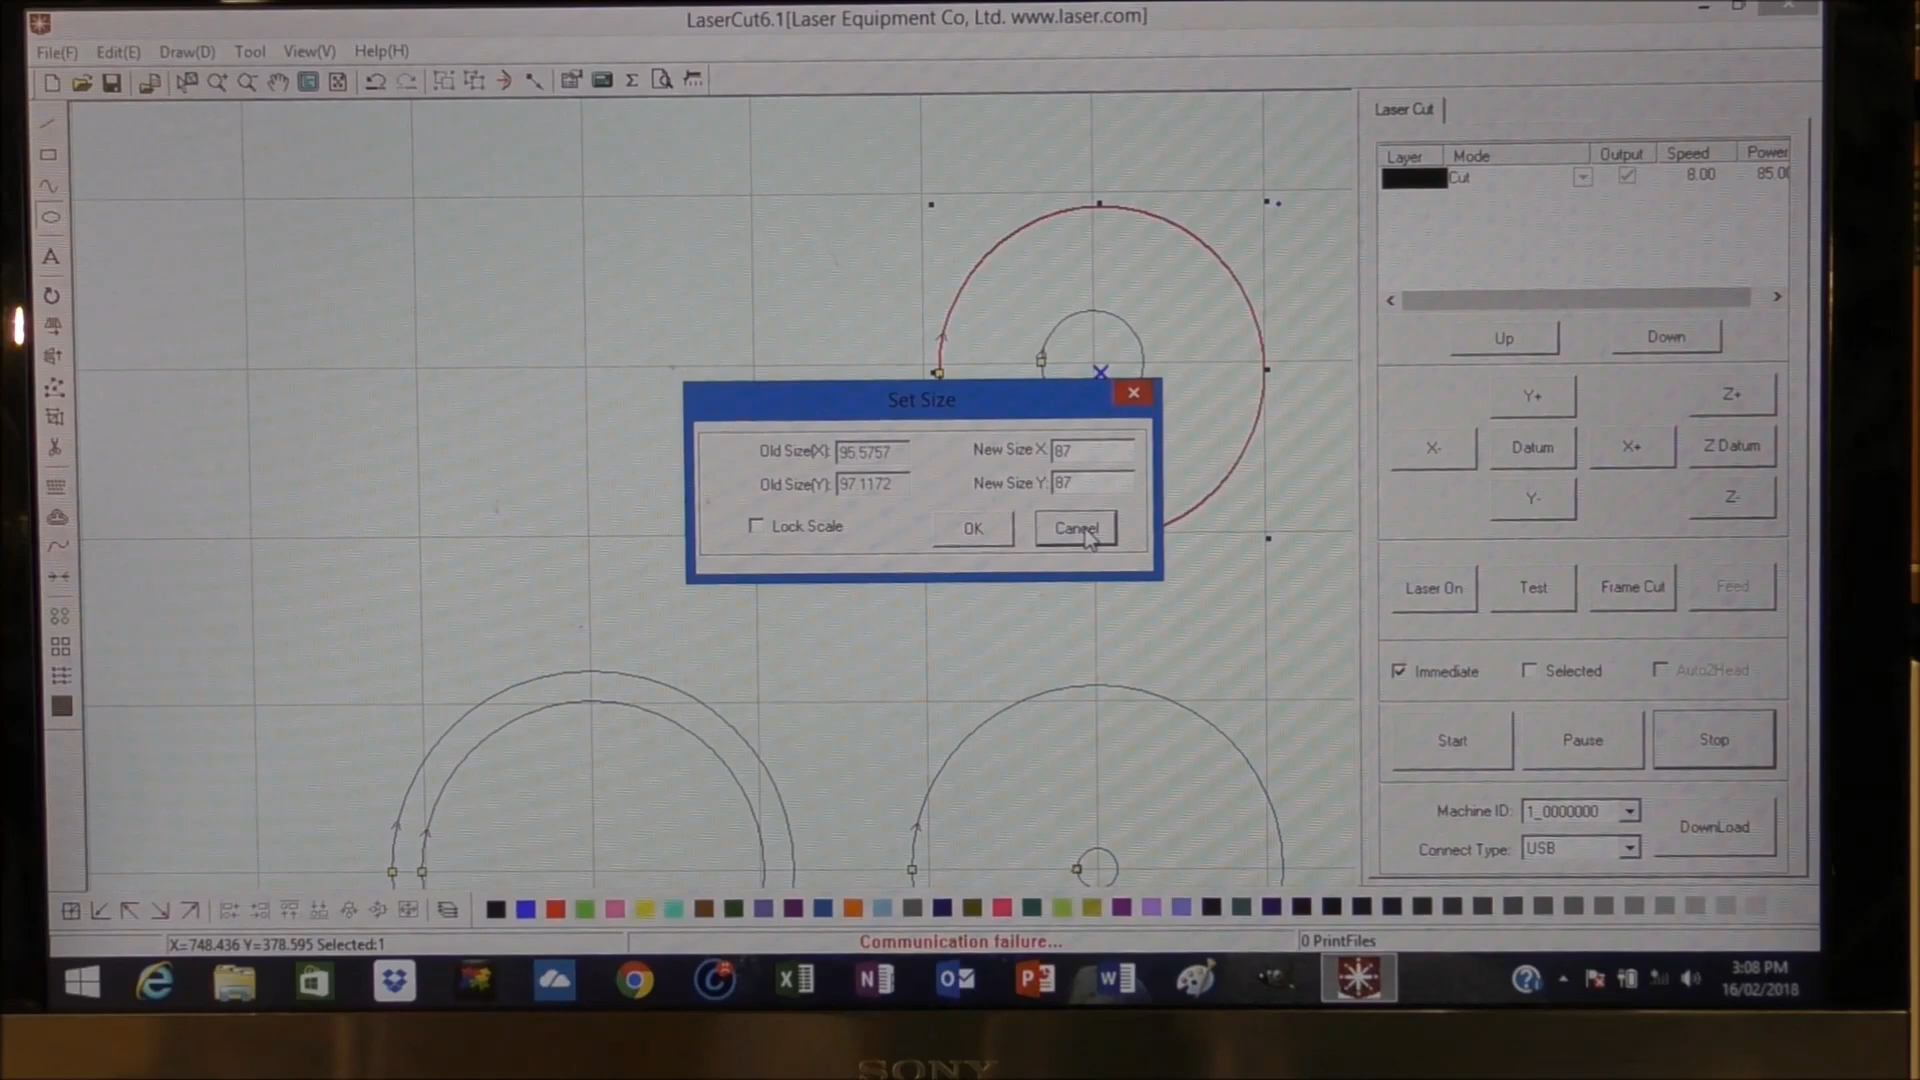 LaserCut6.1[Laser Equipment Co, Ltd. www.laser.com]
File(F) Edit(E) Draw(D) Tool View(V) Help(H)
Laser Cut
Layer Mode Output Speed Power
Cut 8.00 85.00
Up Down
Y+ Z+
X- Datum X+ Z Datum
Y- Z-
Set Size
Old Size(X): 95.5757 New Size X: 87
Old Size(Y): 97.1172 New Size Y: 87
Lock Scale OK Cancel
Laser On Test Frame Cut Feed
Immediate Selected Auto2Head
Start Pause Stop
Machine ID: 1_0000000
DownLoad
Connect Type: USB
X=748.436 Y=378.595 Selected:1 Communication failure... 0 PrintFiles
3:08 PM
16/02/2018
SONY